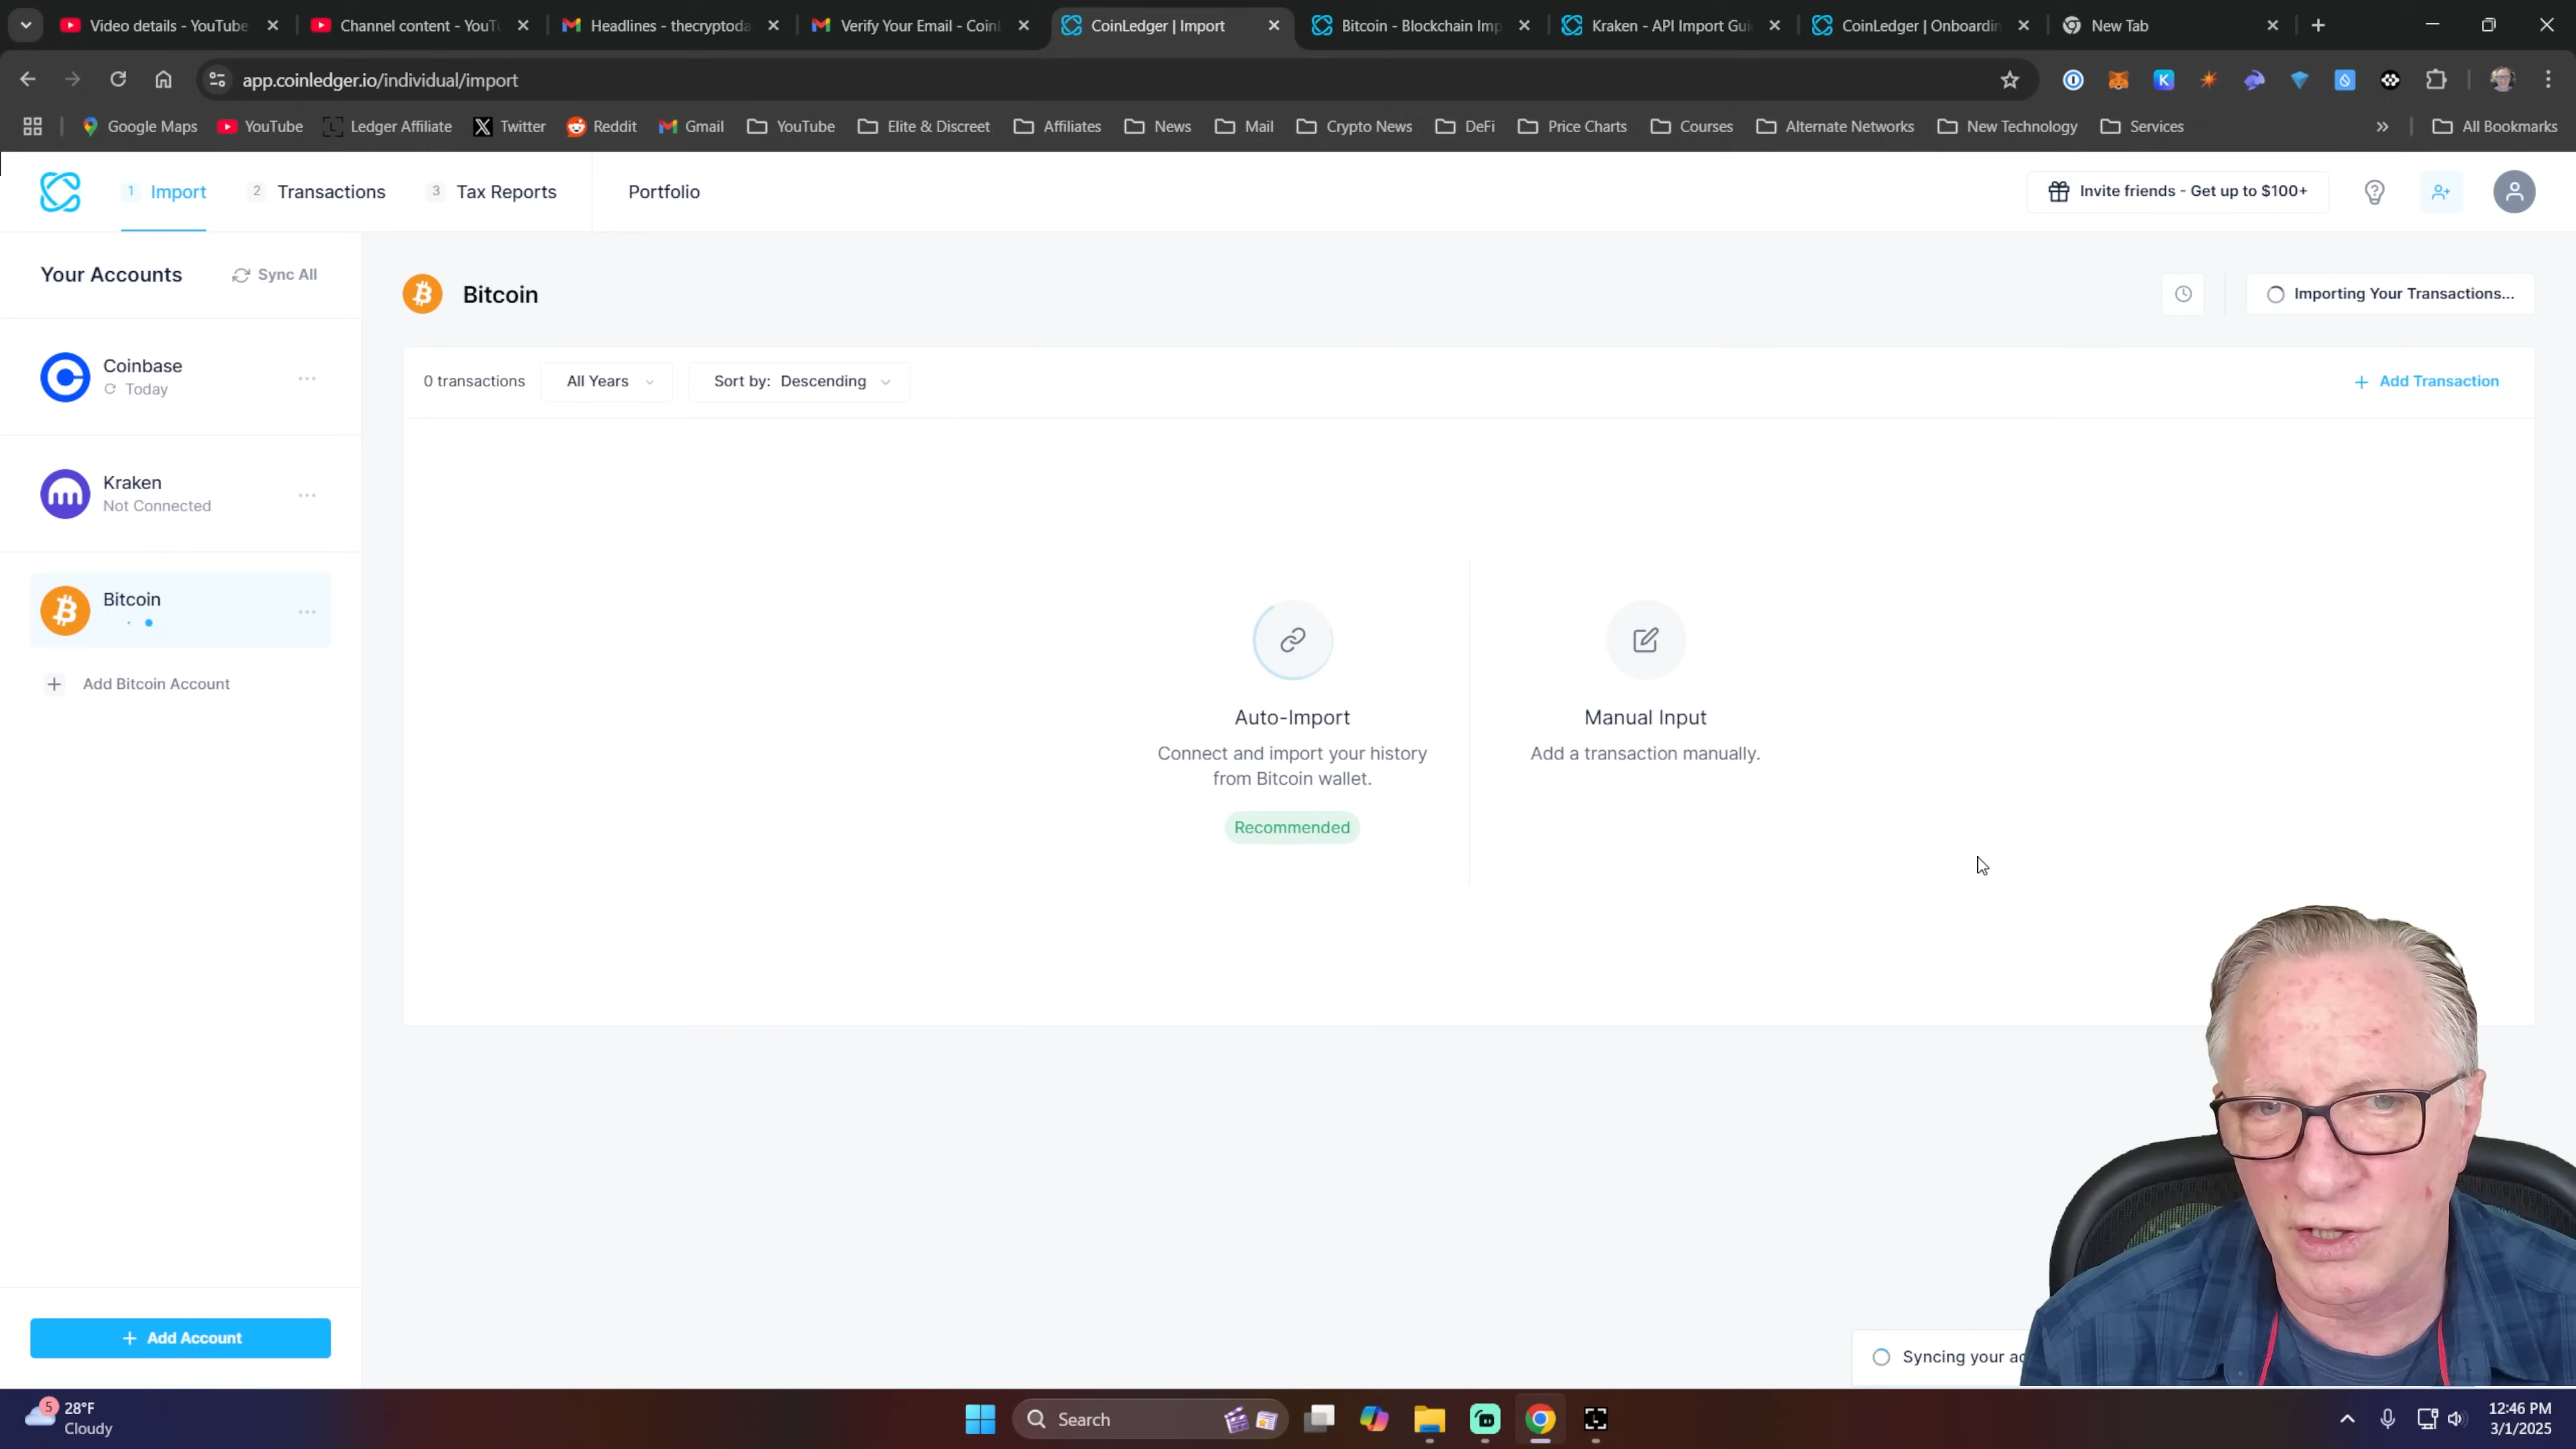 Video details - YouTube
Channel content - YouTu
Headlines - thecryptoda
Verify Your Email - CoinL
CoinLedger | Import
Bitcoin - Blockchain Imp
Kraken - API Import Gui
CoinLedger | Onboardin
New Tab
app.coinledger.io/individual/import
Google Maps
YouTube
Ledger Affiliate
Twitter
Reddit
Gmail
YouTube
Elite & Discreet
Affiliates
News
Mail
Crypto News
DeFi
Price Charts
Courses
Alternate Networks
New Technology
Services
All Bookmarks
1 Import
2 Transactions
3 Tax Reports
Portfolio
Invite friends - Get up to $100+
Your Accounts
Sync All
Bitcoin
Importing Your Transactions...
Coinbase
Today
0 transactions
All Years
Sort by: Descending
+ Add Transaction
Kraken
Not Connected
Bitcoin
+ Add Bitcoin Account
Auto-Import
Connect and import your history
from Bitcoin wallet.
Recommended
Manual Input
Add a transaction manually.
+ Add Account
Syncing your ac
5
28°F
Cloudy
Search
12:46 PM
3/1/2025